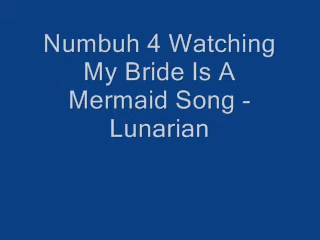 Numbuh 4 Watching
My Bride Is A
Mermaid Song -
Lunarian